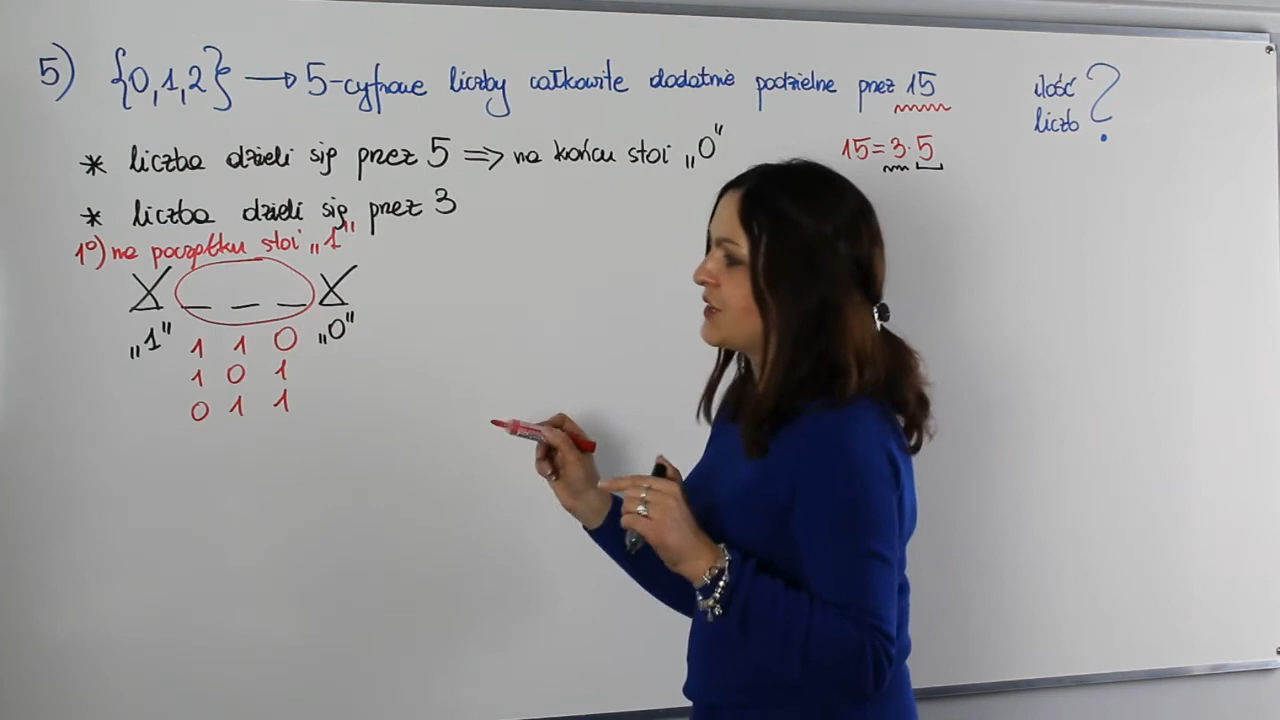 5) {0,1,2} → 5-cyfrowe liczby całkowite dodatnie podzielne przez 15
ilość liczb ?
* liczba dzieli się przez 5 => na końcu stoi „0”
15=3·5
* liczba dzieli się przez 3
1°) na początku stoi „1”
X _ _ _ X
„1” 1 1 0 „0”
1 0 1
0 1 1